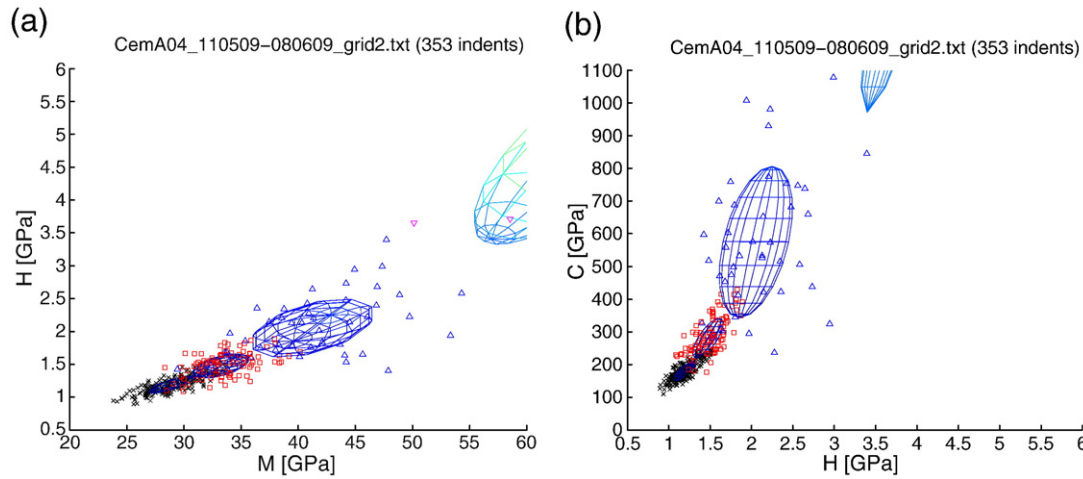 (a)
CemA04_110509-080609_grid2.txt (353 indents)
6
5.5
5
4.5
4
3.5
3
2.5
2
1.5
1
0.5
H [GPa]
20 25 30 35 40 45 50 55 60
M [GPa]
(b)
CemA04_110509-080609_grid2.txt (353 indents)
1100
1000
900
800
700
600
500
400
300
200
100
0
C [GPa]
0.5 1 1.5 2 2.5 3 3.5 4 4.5 5 5.5 6
H [GPa]